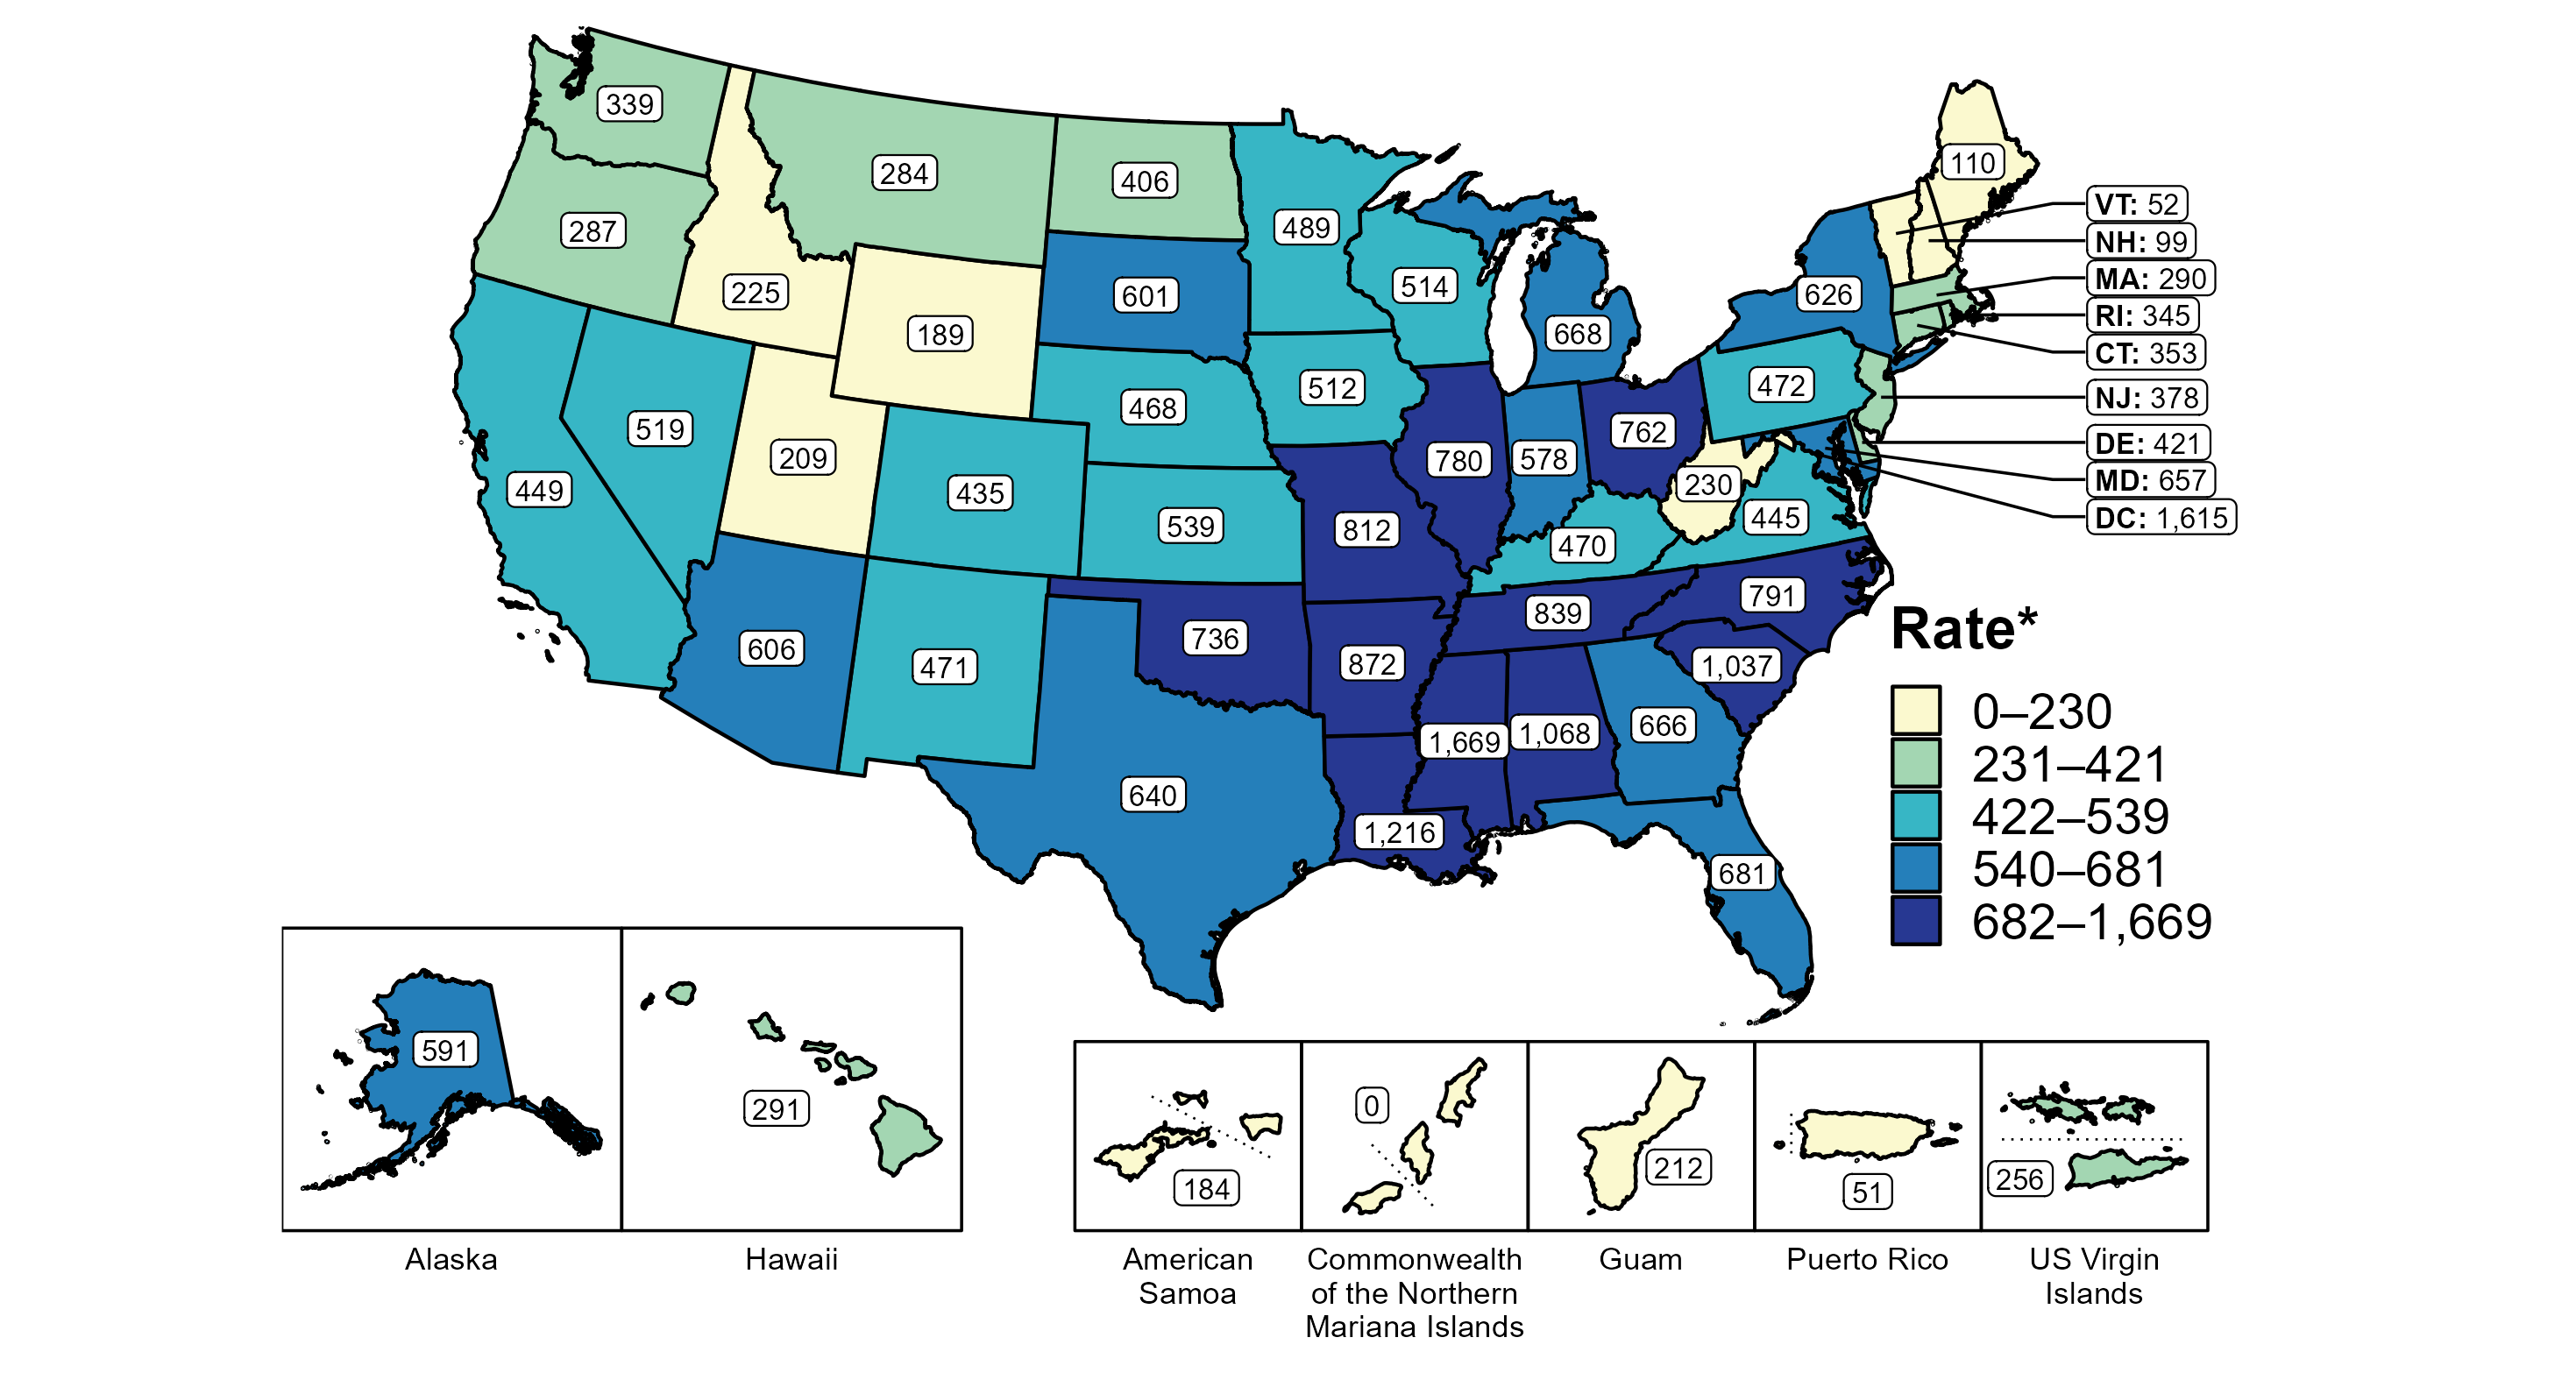 339
284
406
489
110
287
225
189
601
514
668
626
VT: 52
NH: 99
MA: 290
RI: 345
CT: 353
NJ: 378
DE: 421
MD: 657
DC: 1,615
449
519
209
435
468
512
780
578
762
472
230
445
539
812
470
606
471
736
872
839
791
1,037
640
1,669
1,068
666
1,216
681
Rate*
0–230
231–421
422–539
540–681
682–1,669
591
291
184
0
212
51
256
Alaska
Hawaii
American
Samoa
Commonwealth
of the Northern
Mariana Islands
Guam
Puerto Rico
US Virgin
Islands